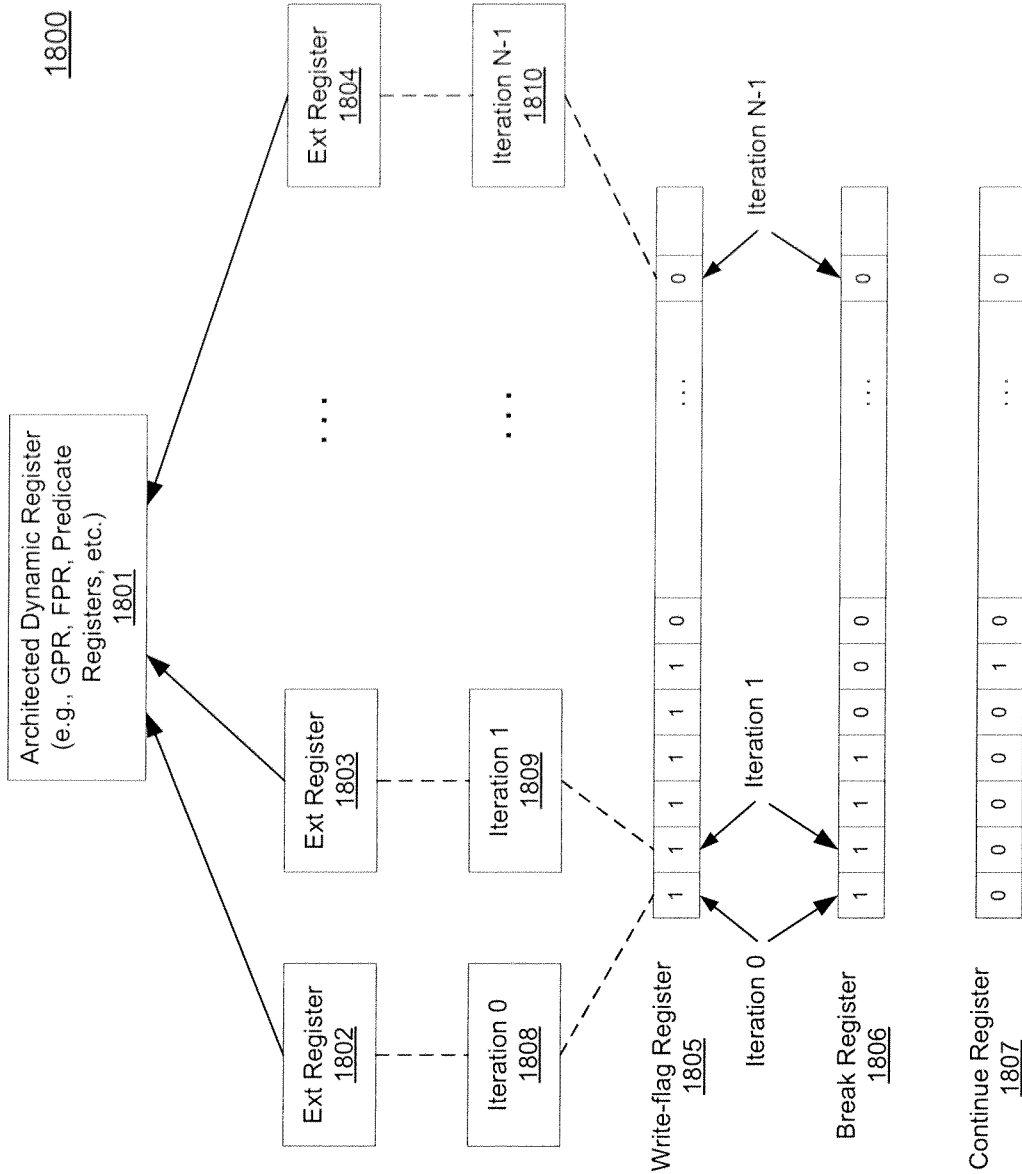 1800
Architected Dynamic Register
(e.g., GPR, FPR, Predicate
Registers, etc.)
1801
Ext Register
1802
Ext Register
1803
...
Ext Register
1804
Iteration 0
1808
Iteration 1
1809
...
Iteration N-1
1810
Write-flag Register
1805
1 1 1 1 1 1 0 ... 0
Iteration 0
Iteration 1
Iteration N-1
Break Register
1806
1 1 1 1 0 0 0 ... 0
Continue Register
1807
0 0 0 0 0 1 0 ... 0